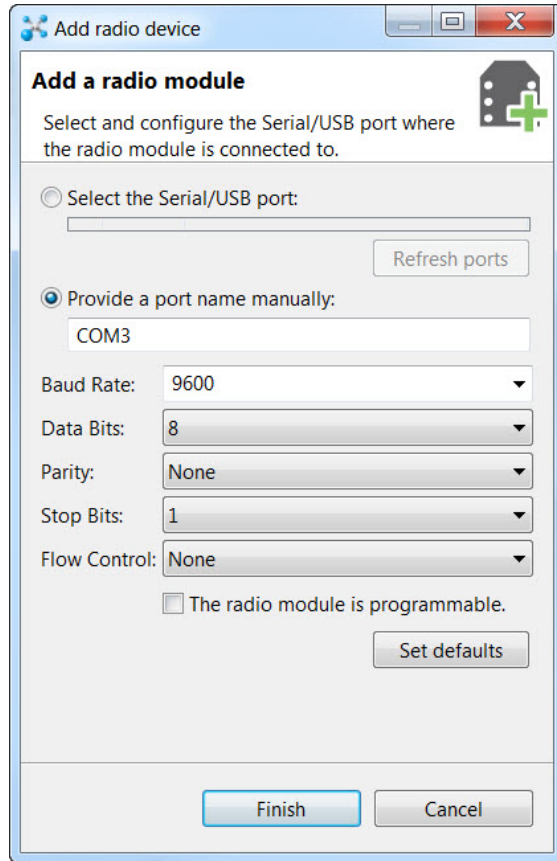 Add radio device
Add a radio module
Select and configure the Serial/USB port where
the radio module is connected to.
Select the Serial/USB port:
Refresh ports
Provide a port name manually:
COM3
Baud Rate: 9600
Data Bits: 8
Parity: None
Stop Bits: 1
Flow Control: None
The radio module is programmable.
Set defaults
Finish Cancel